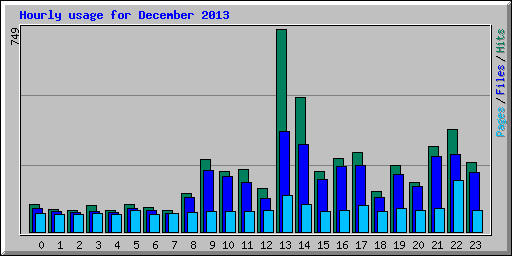 Hourly usage for December 2013
749
Pages / Files / Hits
0 1 2 3 4 5 6 7 8 9 10 11 12 13 14 15 16 17 18 19 20 21 22 23